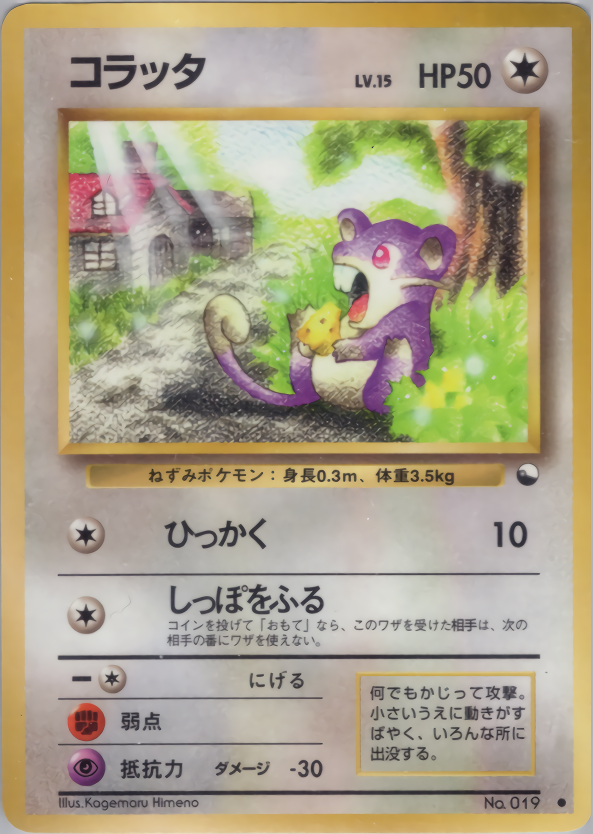 コラッタ LV.15 HP50
ねずみポケモン：身長0.3m、体重3.5kg
ひっかく 10
しっぽをふる
コインを投げて「おもて」なら、このワザを受けた相手は、次の
相手の番にワザを使えない。
ー にげる
弱点
抵抗力 ダメージ -30
何でもかじって攻撃。
小さいうえに動きがす
ばやく、いろんな所に
出没する。
Illus.Kagemaru Himeno No. 019 ●